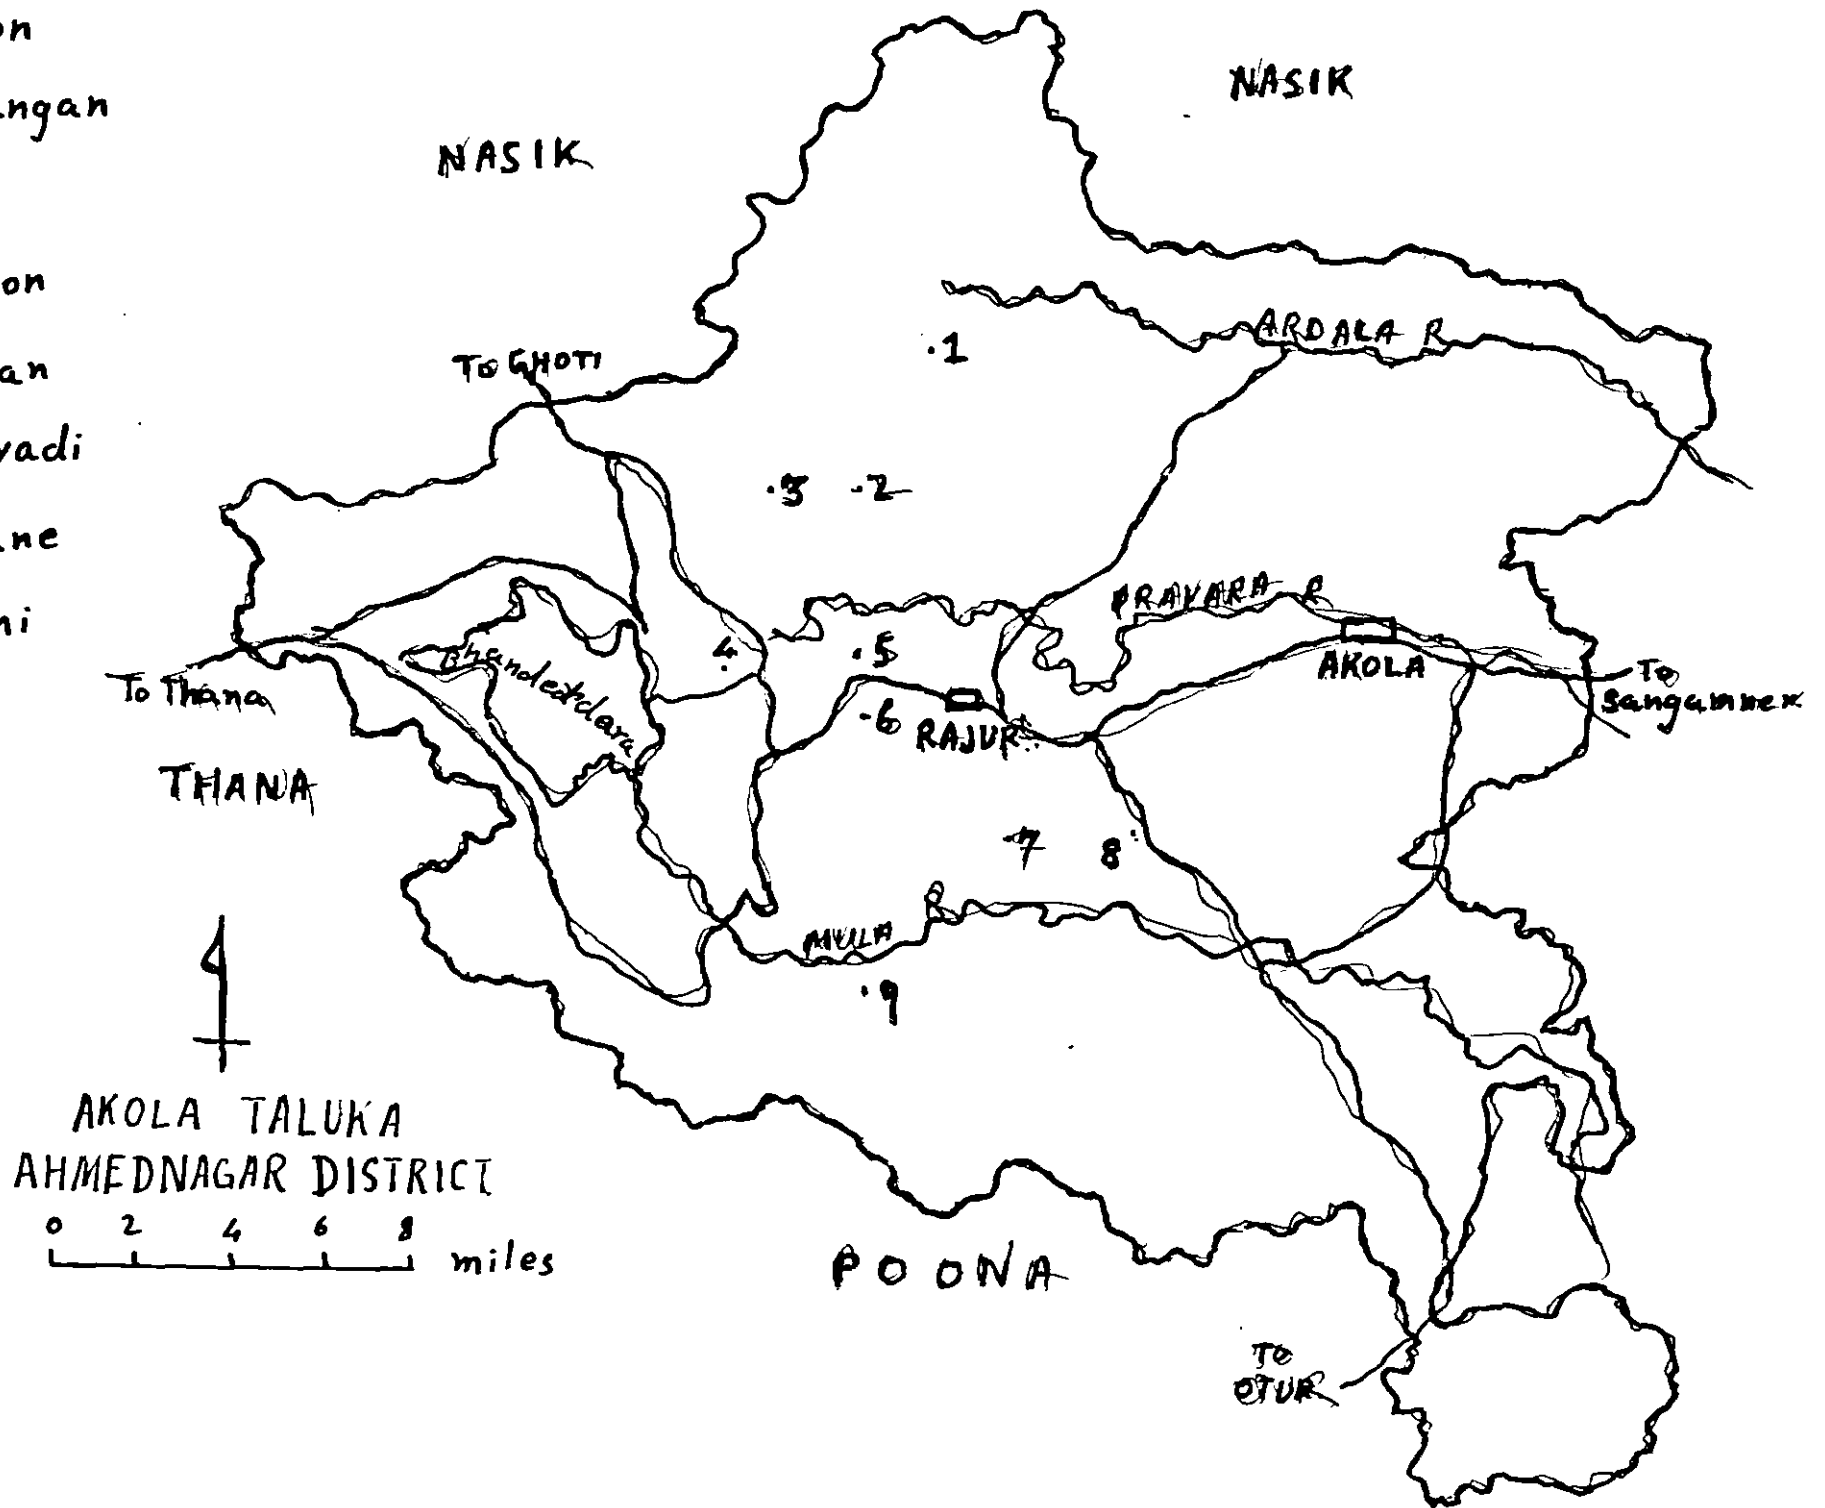 on
ngan
on
an
vadi
ne
ni
NASIK
NASIK
To GHOTI
ARDALA R
.1
.3 .2
PRAVARA R
4
.5
.6
AKOLA
RAJUR
To Sangamner
To Thana
Bhandardara
THANA
7
8
MULA R
.9
AKOLA TALUKA
AHMEDNAGAR DISTRICT
0 2 4 6 8 miles
POONA
To
OTUR